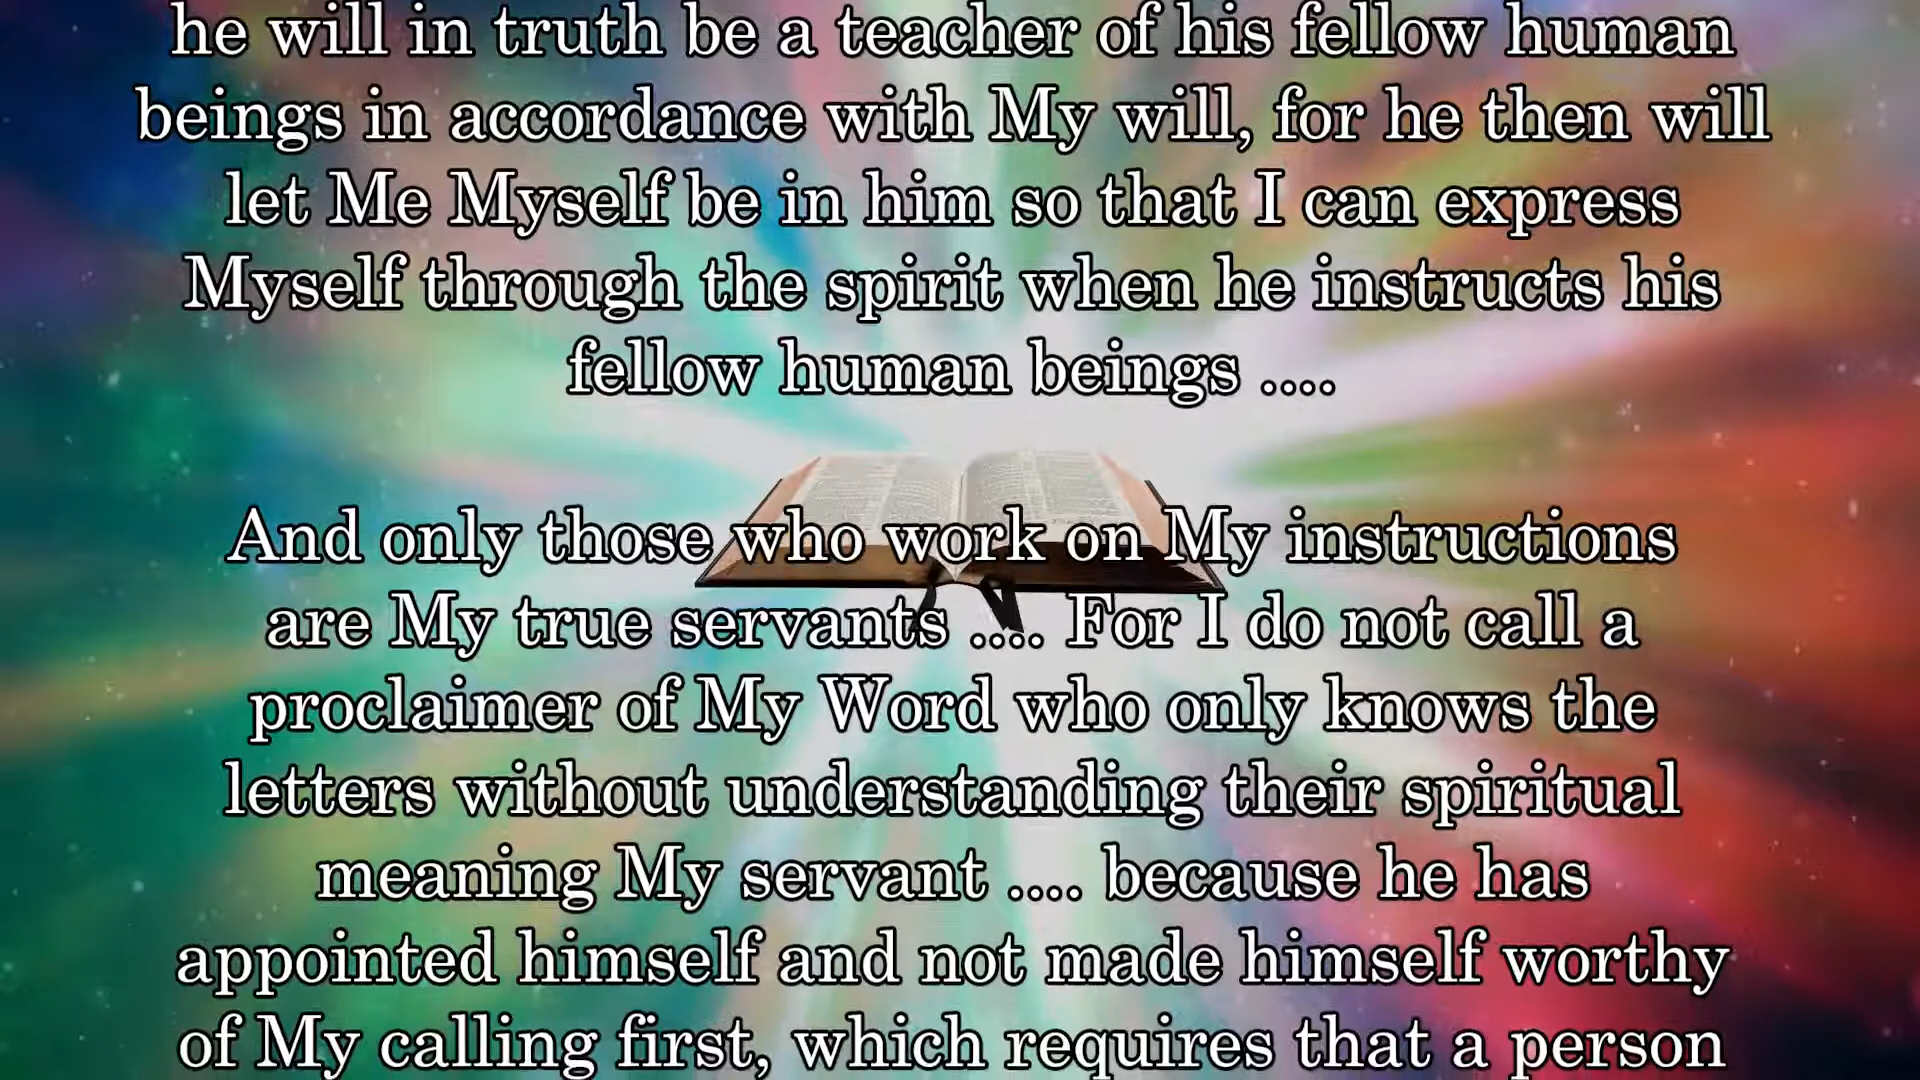 he will in truth be a teacher of his fellow human
beings in accordance with My will, for he then will
let Me Myself be in him so that I can express
Myself through the spirit when he instructs his
fellow human beings ....
And only those who work on My instructions
are My true servants .... For I do not call a
proclaimer of My Word who only knows the
letters without understanding their spiritual
meaning My servant .... because he has
appointed himself and not made himself worthy
of My calling first, which requires that a person